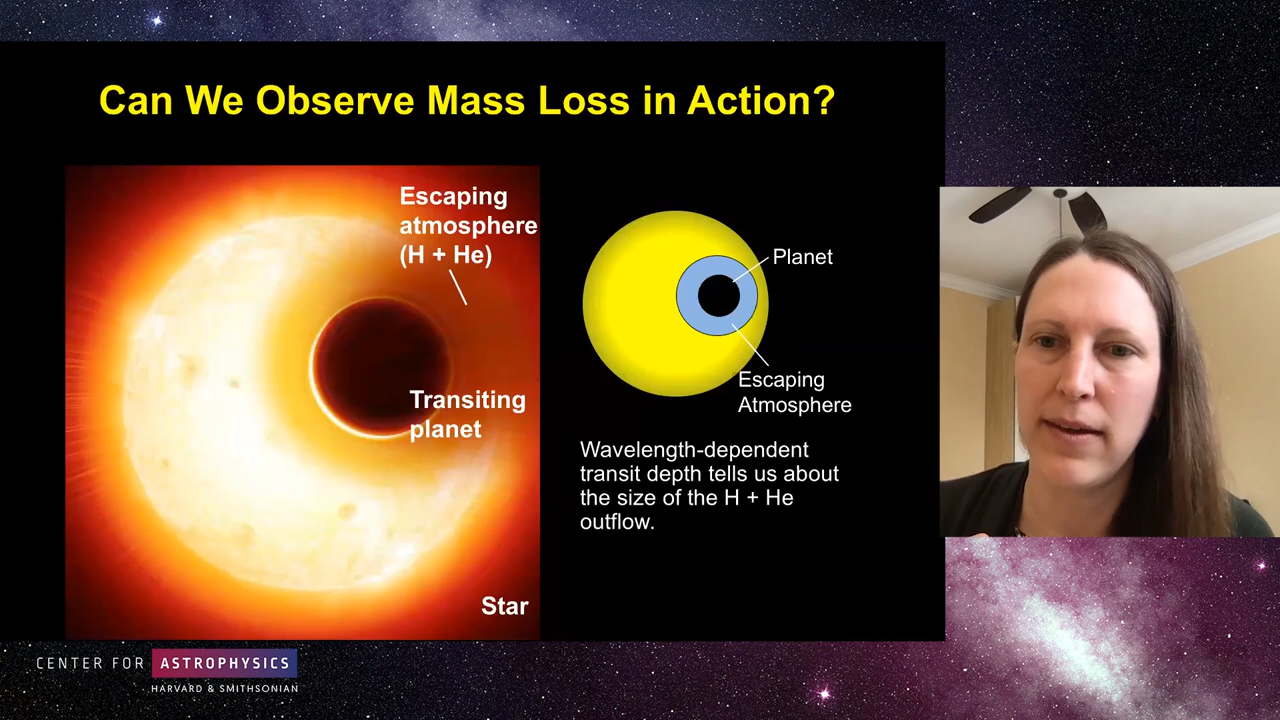 Can We Observe Mass Loss in Action?
Escaping
atmosphere
(H + He)
Transiting
planet
Star
Planet
Escaping
Atmosphere
Wavelength-dependent
transit depth tells us about
the size of the H + He
outflow.
CENTER FOR ASTROPHYSICS
HARVARD & SMITHSONIAN